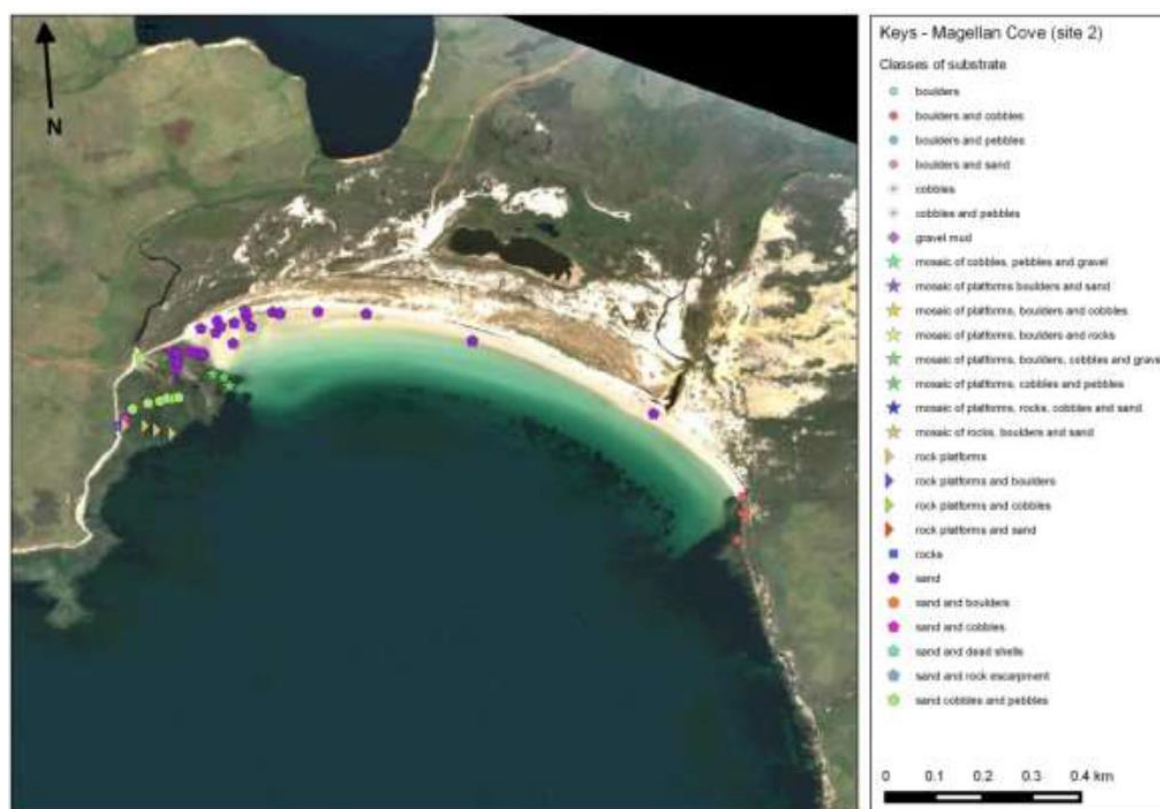 N
Keys - Magellan Cove (site 2)
Classes of substrate
boulders
boulders and cobbles
boulders and pebbles
boulders and sand
cobbles
cobbles and pebbles
gravel mud
mosaic of cobbles, pebbles and gravel
mosaic of platforms boulders and sand
mosaic of platforms, boulders and cobbles
mosaic of platforms, boulders and rocks
mosaic of platforms, boulders, cobbles and grave
mosaic of platforms, cobbles and pebbles
mosaic of platforms, rocks, cobbles and sand
mosaic of rocks, boulders and sand
rock platforms
rock platforms and boulders
rock platforms and cobbles
rock platforms and sand
rocks
sand
sand and boulders
sand and cobbles
sand and dead shells
sand and rock escarpment
sand cobbles and pebbles
0 0.1 0.2 0.3 0.4 km